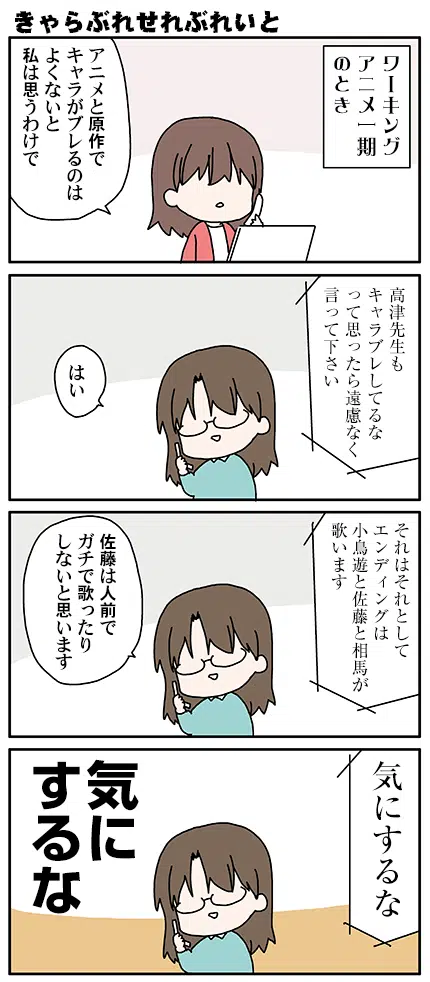 きゃらぶれせれぶれいと
ワーキング
アニメ一期
のとき
アニメと原作で
キャラがブレるのは
よくないと
私は思うわけで
高津先生も
キャラブレしてるな
って思ったら遠慮なく
言って下さい
はい
それはそれとして
エンディングは
小鳥遊と佐藤と相馬が
歌います
佐藤は人前で
ガチで歌ったり
しないと思います
気にするな
気に
するな